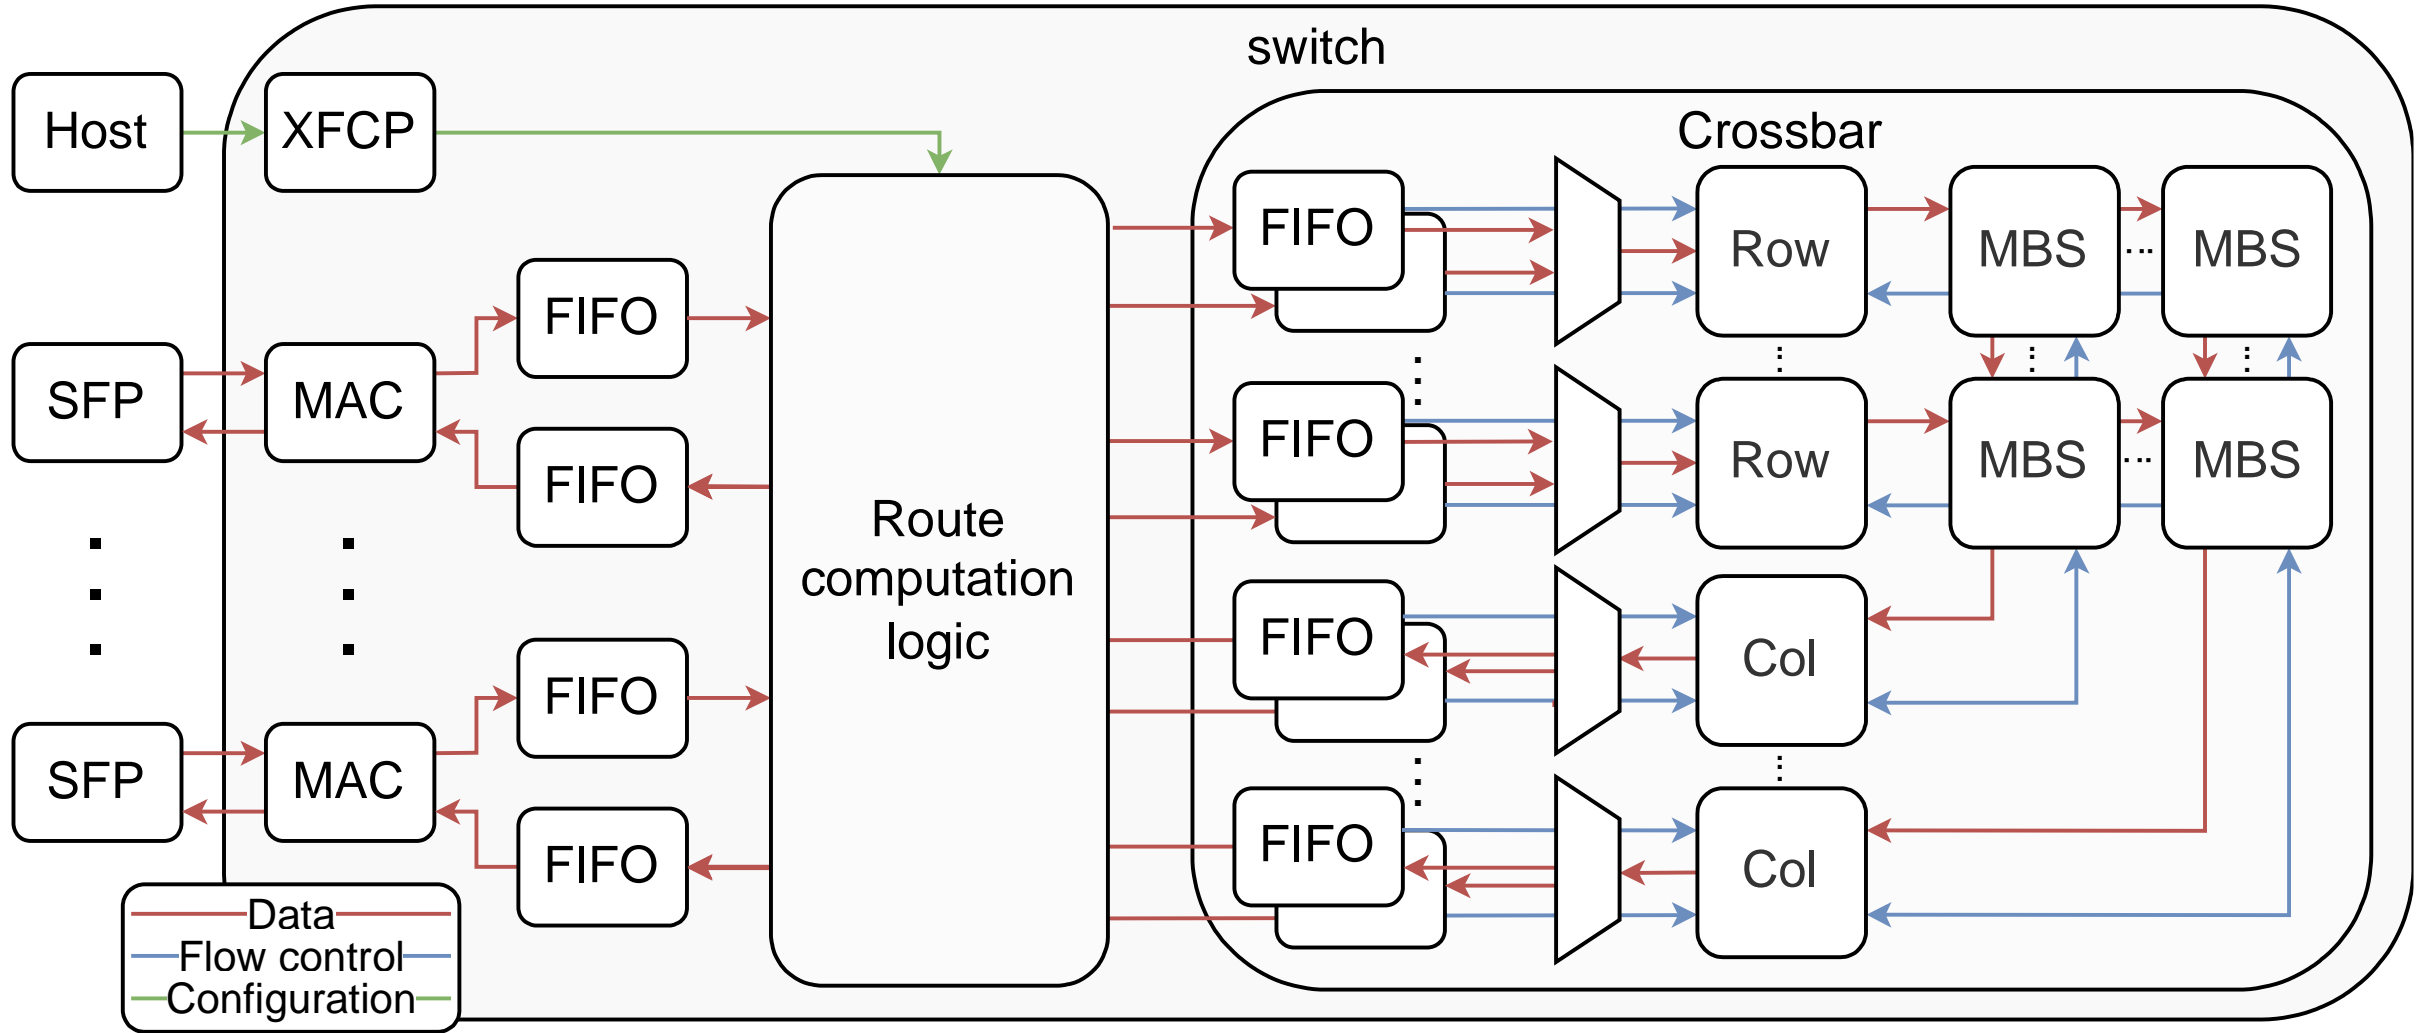 switch
Host
XFCP
Crossbar
FIFO
Row
MBS
MBS
FIFO
SFP
MAC
FIFO
FIFO
Row
MBS
MBS
Route
computation
logic
FIFO
Col
FIFO
SFP
MAC
FIFO
FIFO
Col
Data
Flow control
Configuration